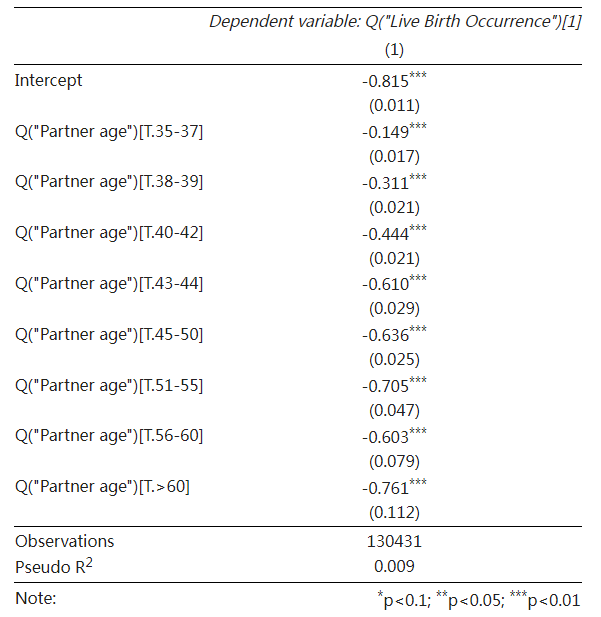 Dependent variable: Q("Live Birth Occurrence")[1]
(1)
Intercept -0.815***
(0.011)
Q("Partner age")[T.35-37] -0.149***
(0.017)
Q("Partner age")[T.38-39] -0.311***
(0.021)
Q("Partner age")[T.40-42] -0.444***
(0.021)
Q("Partner age")[T.43-44] -0.610***
(0.029)
Q("Partner age")[T.45-50] -0.636***
(0.025)
Q("Partner age")[T.51-55] -0.705***
(0.047)
Q("Partner age")[T.56-60] -0.603***
(0.079)
Q("Partner age")[T.>60] -0.761***
(0.112)
Observations 130431
Pseudo R2 0.009
Note: *p<0.1; **p<0.05; ***p<0.01